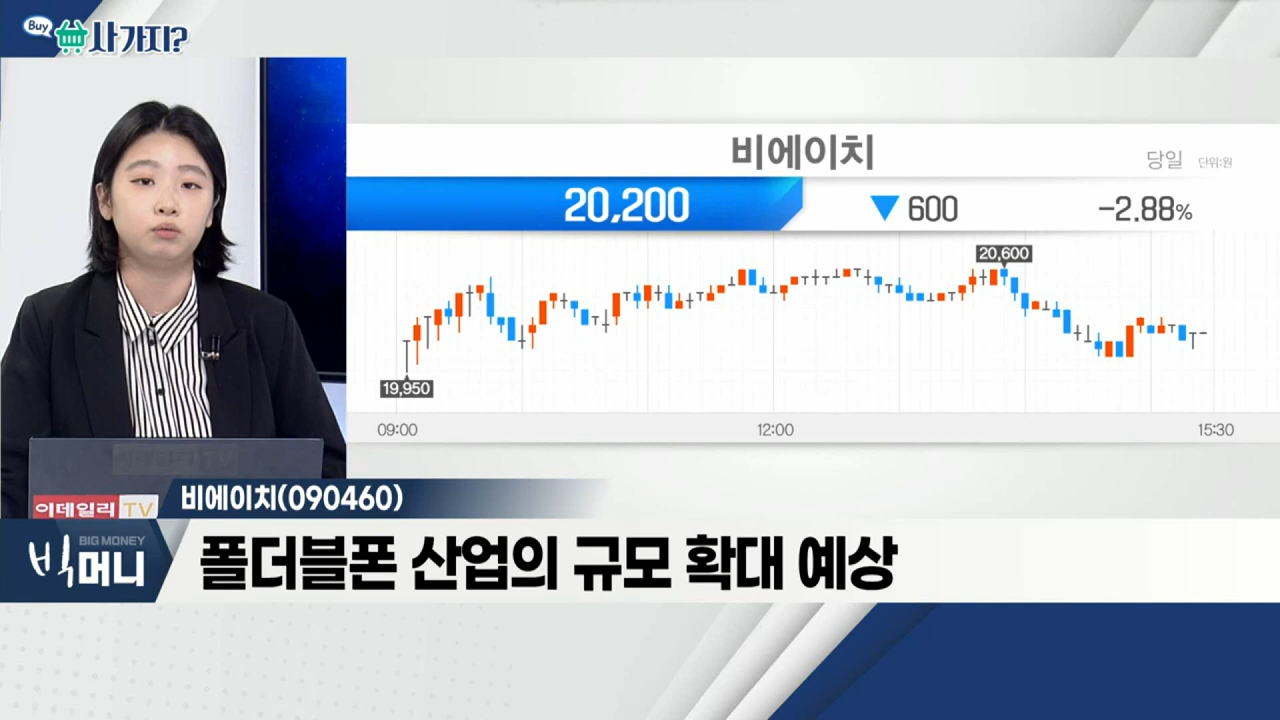 Buy
사가지?
비에이치
당일 단위:원
20,200 ▼ 600 -2.88%
20,600
19,950
09:00 12:00 15:30
이데일리 TV
비에이치(090460)
BIG MONEY
빅머니
폴더블폰 산업의 규모 확대 예상